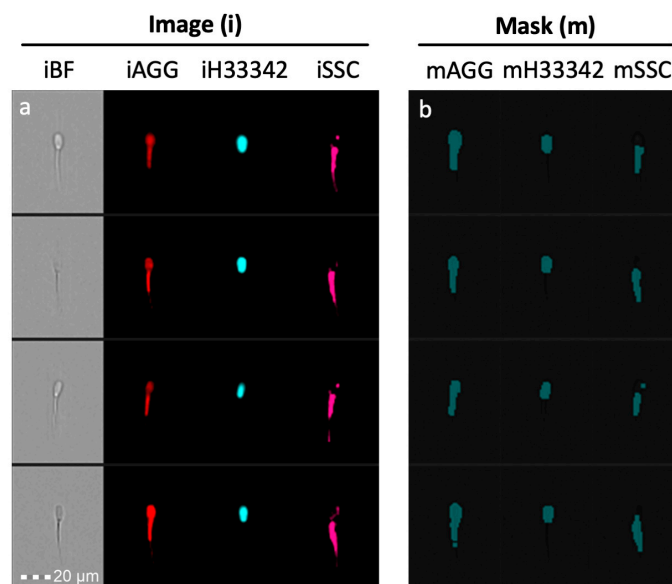 Image (i) Mask (m)
iBF iAGG iH33342 iSSC mAGG mH33342 mSSC
a b
20 µm